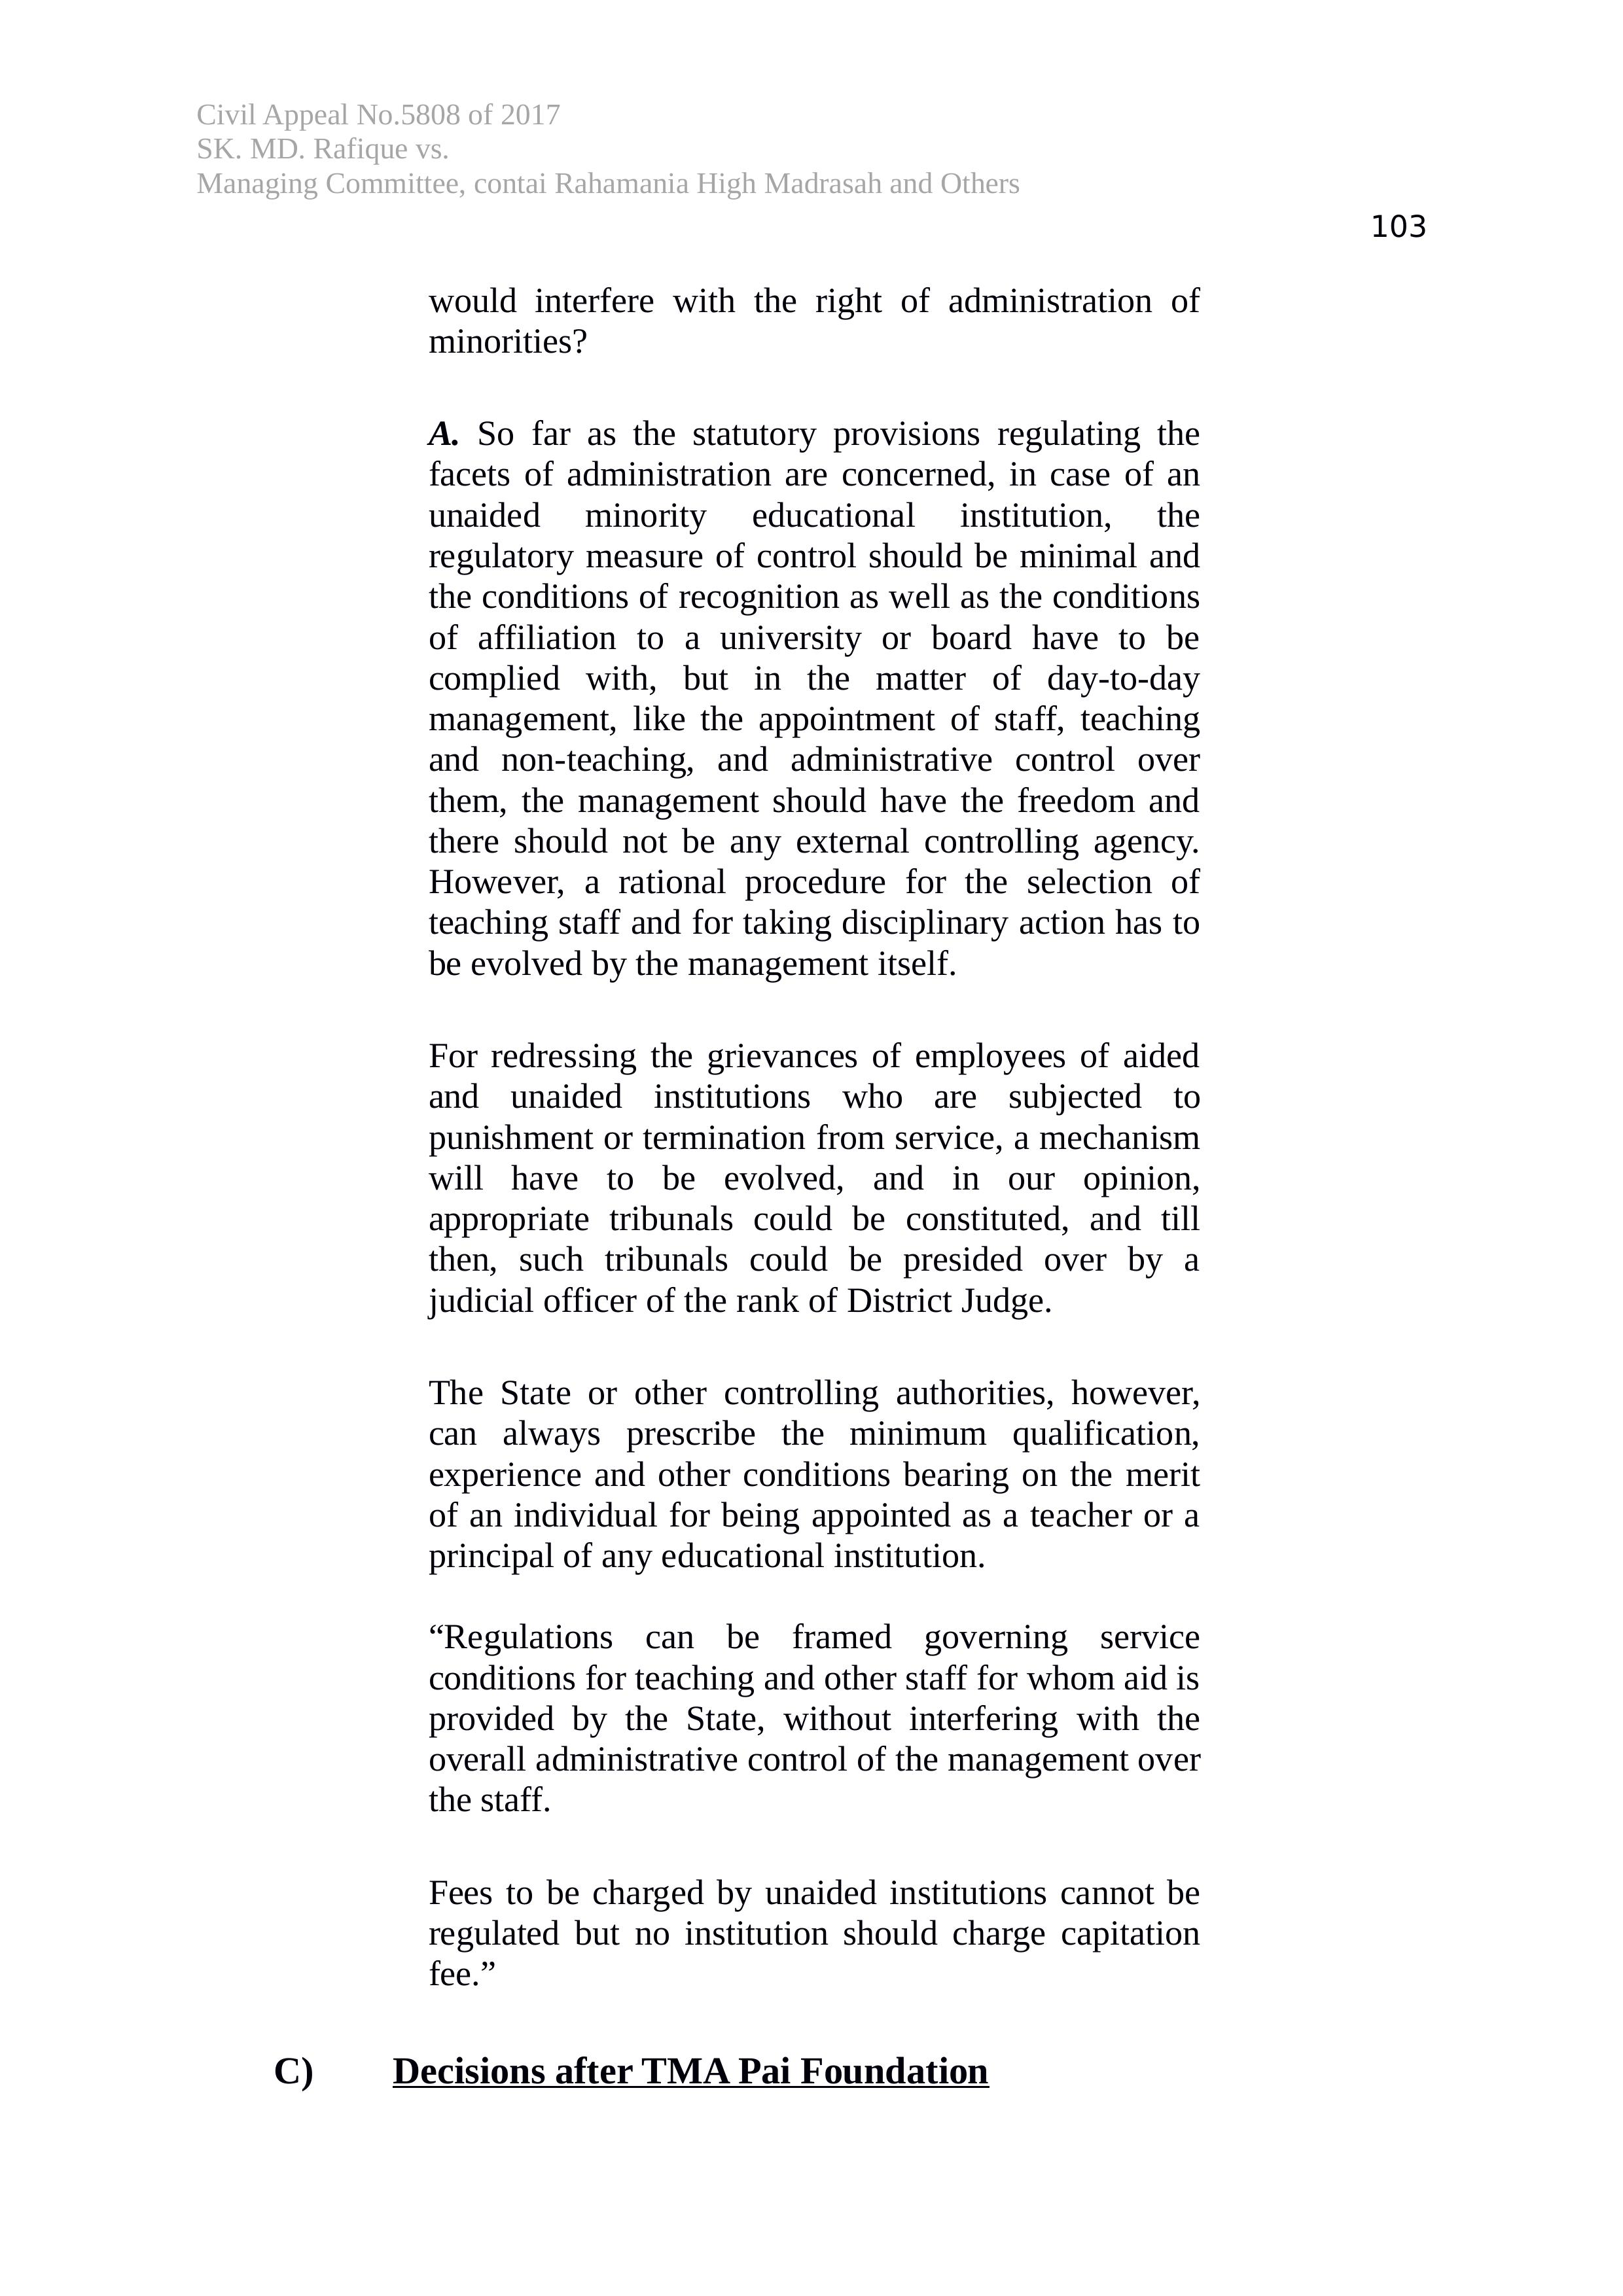 Civil Appeal No.5808 of 2017
SK. MD. Rafique vs.
Managing Committee, contai Rahamania High Madrasah and Others
103
would interfere with the right of administration of
minorities?
A. So far as the statutory provisions regulating the
facets of administration are concerned, in case of an
unaided minority educational institution, the
regulatory measure of control should be minimal and
the conditions of recognition as well as the conditions
of affiliation to a university or board have to be
complied with, but in the matter of day-to-day
management, like the appointment of staff, teaching
and non-teaching, and administrative control over
them, the management should have the freedom and
there should not be any external controlling agency.
However, a rational procedure for the selection of
teaching staff and for taking disciplinary action has to
be evolved by the management itself.
For redressing the grievances of employees of aided
and unaided institutions who are subjected to
punishment or termination from service, a mechanism
will have to be evolved, and in our opinion,
appropriate tribunals could be constituted, and till
then, such tribunals could be presided over by a
judicial officer of the rank of District Judge.
The State or other controlling authorities, however,
can always prescribe the minimum qualification,
experience and other conditions bearing on the merit
of an individual for being appointed as a teacher or a
principal of any educational institution.
“Regulations can be framed governing service
conditions for teaching and other staff for whom aid is
provided by the State, without interfering with the
overall administrative control of the management over
the staff.
Fees to be charged by unaided institutions cannot be
regulated but no institution should charge capitation
fee.”
C) Decisions after TMA Pai Foundation